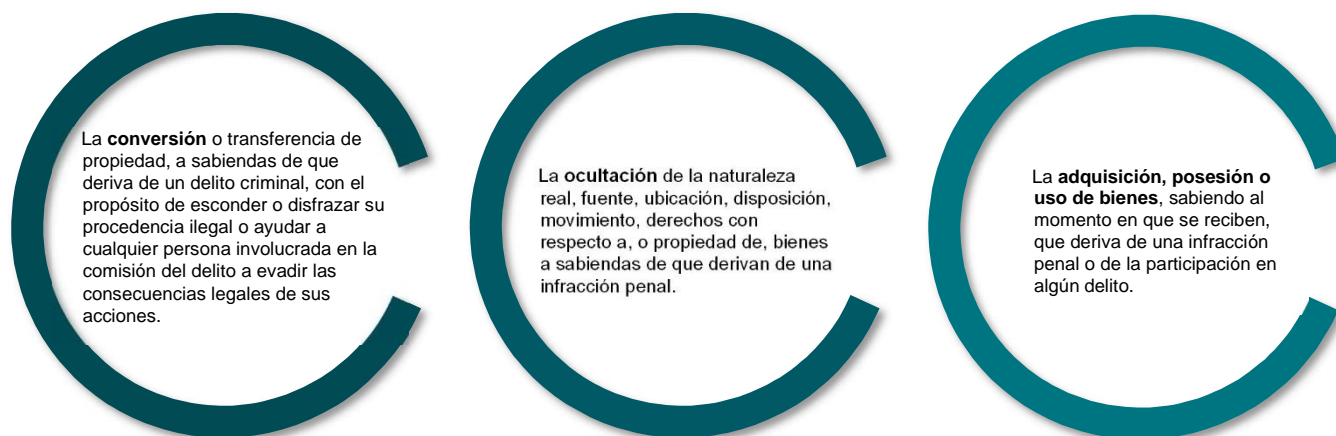 La conversión o transferencia de
propiedad, a sabiendas de que
deriva de un delito criminal, con el
propósito de esconder o disfrazar su
procedencia ilegal o ayudar a
cualquier persona involucrada en la
comisión del delito a evadir las
consecuencias legales de sus
acciones.
La ocultación de la naturaleza
real, fuente, ubicación, disposición,
movimiento, derechos con
respecto a, o propiedad de, bienes
a sabiendas de que derivan de una
infracción penal.
La adquisición, posesión o
uso de bienes, sabiendo al
momento en que se reciben,
que deriva de una infracción
penal o de la participación en
algún delito.